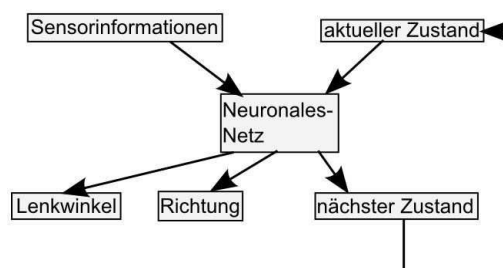 Sensorinformationen
aktueller Zustand
Neuronales-
Netz
Lenkwinkel
Richtung
nächster Zustand